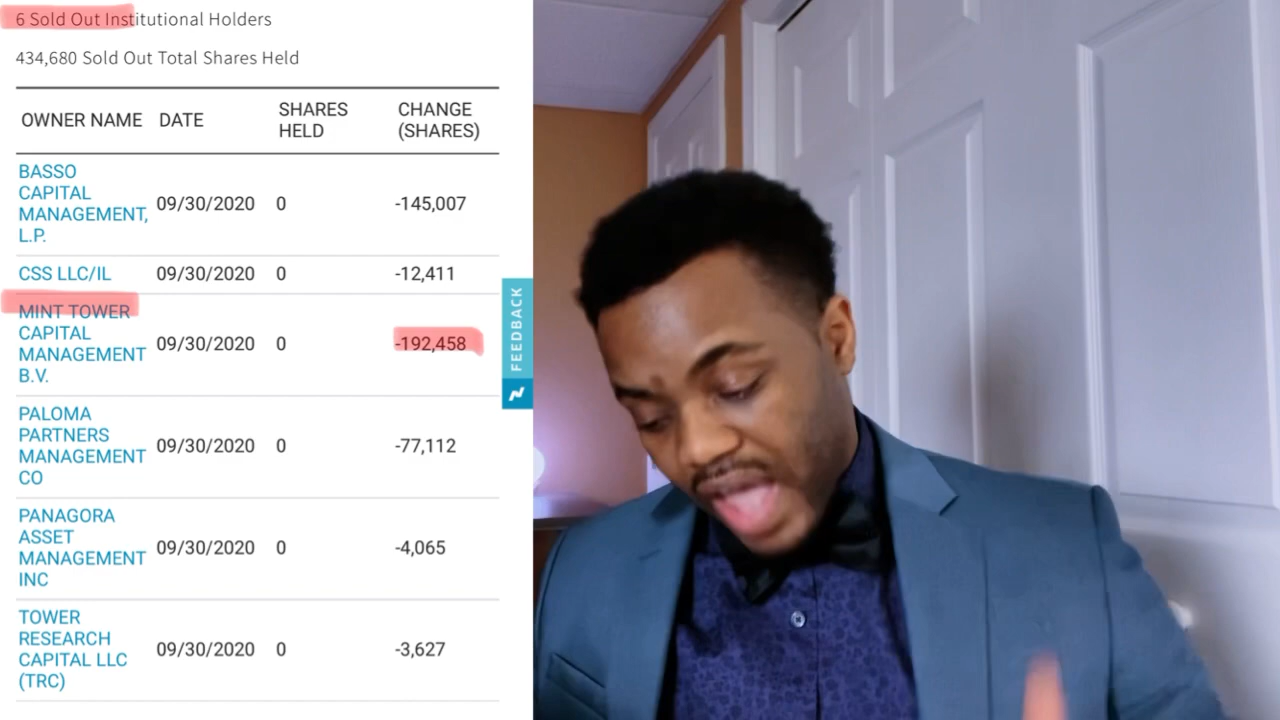 6 Sold Out Institutional Holders
434,680 Sold Out Total Shares Held
OWNER NAME DATE SHARES HELD CHANGE (SHARES)
BASSO CAPITAL MANAGEMENT, L.P. 09/30/2020 0 -145,007
CSS LLC/IL 09/30/2020 0 -12,411
MINT TOWER CAPITAL MANAGEMENT B.V. 09/30/2020 0 -192,458
PALOMA PARTNERS MANAGEMENT CO 09/30/2020 0 -77,112
PANAGORA ASSET MANAGEMENT INC 09/30/2020 0 -4,065
TOWER RESEARCH CAPITAL LLC (TRC) 09/30/2020 0 -3,627
FEEDBACK